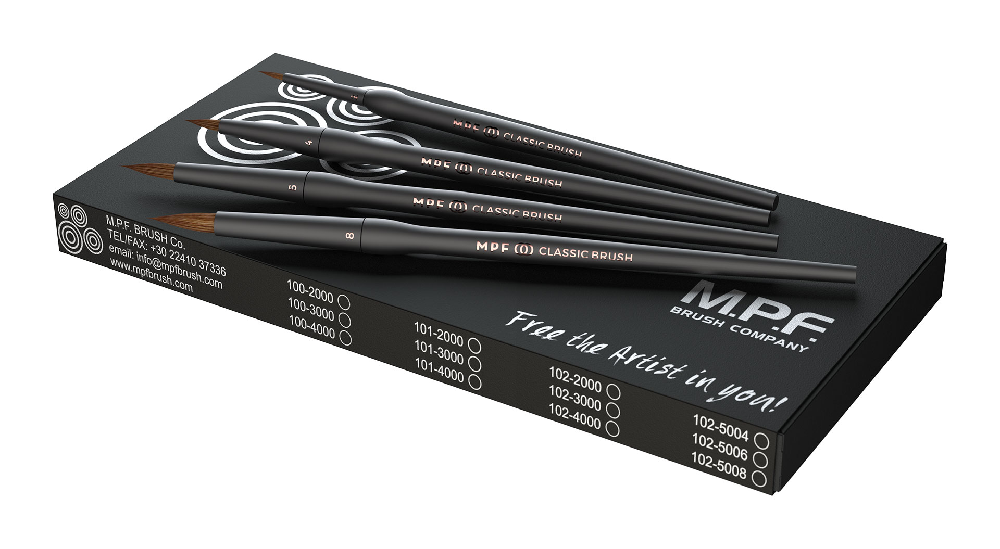 2
MPF CLASSIC BRUSH
4
MPF CLASSIC BRUSH
5
MPF CLASSIC BRUSH
8
MPF CLASSIC BRUSH
M.P.F.
BRUSH COMPANY
Free the Artist in you!
M.P.F. BRUSH Co.
TEL/FAX: +30 22410 37336
email: info@mpfbrush.com
www.mpfbrush.com
100-2000
100-3000
100-4000
101-2000
101-3000
101-4000
102-2000
102-3000
102-4000
102-5004
102-5006
102-5008